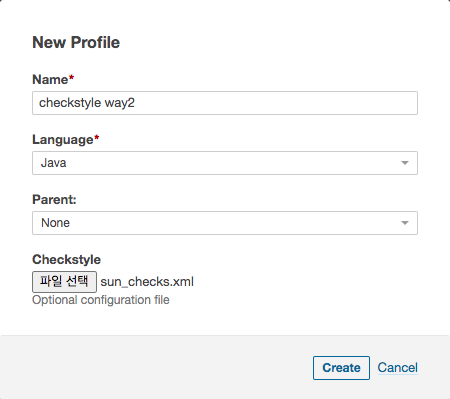 New Profile
Name*
checkstyle way2
Language*
Java
Parent:
None
Checkstyle
파일 선택 sun_checks.xml
Optional configuration file
Create Cancel